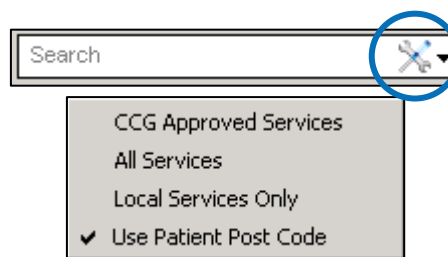 Search
CCG Approved Services
All Services
Local Services Only
Use Patient Post Code